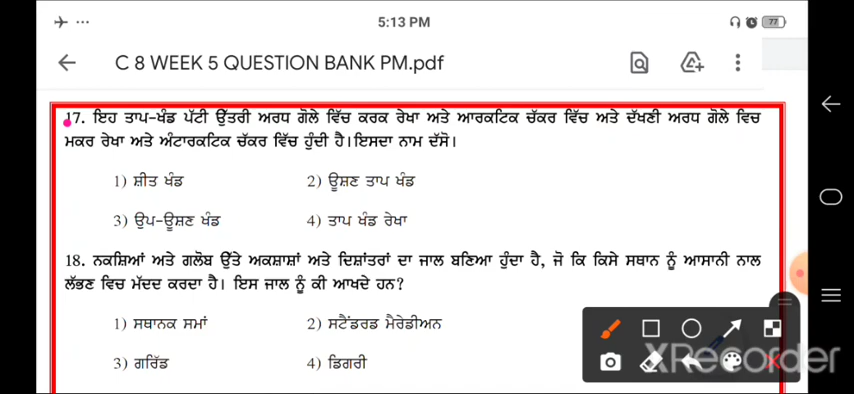 5:13 PM
77
C 8 WEEK 5 QUESTION BANK PM.pdf
17. ਇਹ ਤਾਪ-ਖੰਡ ਪੱਟੀ ਉੱਤਰੀ ਅਰਧ ਗੋਲੇ ਵਿੱਚ ਕਰਕ ਰੇਖਾ ਅਤੇ ਆਰਕਟਿਕ ਚੱਕਰ ਵਿੱਚ ਅਤੇ ਦੱਖਣੀ ਅਰਧ ਗੋਲੇ ਵਿਚ
ਮਕਰ ਰੇਖਾ ਅਤੇ ਅੰਟਾਰਕਟਿਕ ਚੱਕਰ ਵਿੱਚ ਹੁੰਦੀ ਹੈ।ਇਸਦਾ ਨਾਮ ਦੱਸੋ।
1) ਸ਼ੀਤ ਖੰਡ 2) ਊਸ਼ਣ ਤਾਪ ਖੰਡ
3) ਉਪ-ਊਸ਼ਣ ਖੰਡ 4) ਤਾਪ ਖੰਡ ਰੇਖਾ
18. ਨਕਸ਼ਿਆਂ ਅਤੇ ਗਲੋਬ ਉੱਤੇ ਅਕਸ਼ਾਸ਼ਾਂ ਅਤੇ ਦਿਸ਼ਾਂਤਰਾਂ ਦਾ ਜਾਲ ਬਣਿਆ ਹੁੰਦਾ ਹੈ, ਜੋ ਕਿ ਕਿਸੇ ਸਥਾਨ ਨੂੰ ਆਸਾਨੀ ਨਾਲ
ਲੱਭਣ ਵਿਚ ਮੱਦਦ ਕਰਦਾ ਹੈ। ਇਸ ਜਾਲ ਨੂੰ ਕੀ ਆਖਦੇ ਹਨ?
1) ਸਥਾਨਕ ਸਮਾਂ 2) ਸਟੈਂਡਰਡ ਮੈਰੇਡੀਅਨ
3) ਗਰਿੱਡ 4) ਡਿਗਰੀ
XRecorder